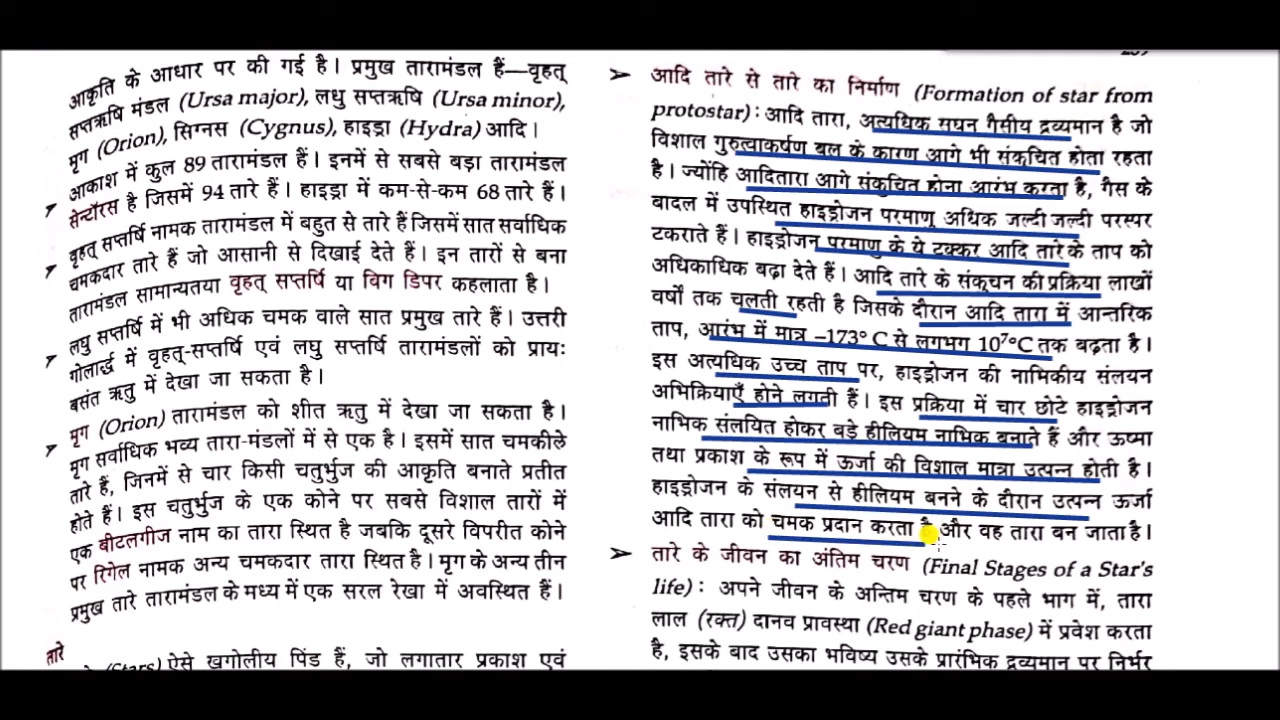 आकृति के आधार पर की गई है। प्रमुख तारामंडल हैं—वृहत्
सप्तऋषि मंडल (Ursa major), लघु सप्तऋषि (Ursa minor),
मृग (Orion), सिग्नस (Cygnus), हाइड्रा (Hydra) आदि।
आकाश में कुल 89 तारामंडल हैं। इनमें से सबसे बड़ा तारामंडल
सेन्टॉरस है जिसमें 94 तारे हैं। हाइड्रा में कम-से-कम 68 तारे हैं।
वृहत् सप्तर्षि नामक तारामंडल में बहुत से तारे हैं जिसमें सात सर्वाधिक
चमकदार तारे हैं जो आसानी से दिखाई देते हैं। इन तारों से बना
तारामंडल सामान्यतया वृहत् सप्तर्षि या विग डिपर कहलाता है।
लघु सप्तर्षि में भी अधिक चमक वाले सात प्रमुख तारे हैं। उत्तरी
गोलार्द्ध में वृहत्-सप्तर्षि एवं लघु सप्तर्षि तारामंडलों को प्रायः
बसंत ऋतु में देखा जा सकता है।
मृग (Orion) तारामंडल को शीत ऋतु में देखा जा सकता है।
मृग सर्वाधिक भव्य तारा-मंडलों में से एक है। इसमें सात चमकीले
तारे हैं, जिनमें से चार किसी चतुर्भुज की आकृति बनाते प्रतीत
होते हैं। इस चतुर्भुज के एक कोने पर सबसे विशाल तारों में
एक बीटलगीज नाम का तारा स्थित है जबकि दूसरे विपरीत कोने
पर रिगेल नामक अन्य चमकदार तारा स्थित है। मृग के अन्य तीन
प्रमुख तारे तारामंडल के मध्य में एक सरल रेखा में अवस्थित हैं।
तारे
(Stars) ऐसे खगोलीय पिंड हैं, जो लगातार प्रकाश एवं
आदि तारे से तारे का निर्माण (Formation of star from
protostar) : आदि तारा, अत्यधिक सघन गैसीय द्रव्यमान है जो
विशाल गुरुत्वाकर्षण बल के कारण आगे भी संकुचित होता रहता
है। ज्योंहि आदितारा आगे संकुचित होना आरंभ करता है, गैस के
बादल में उपस्थित हाइड्रोजन परमाणु अधिक जल्दी जल्दी परस्पर
टकराते हैं। हाइड्रोजन परमाणु के ये टक्कर आदि तारे के ताप को
अधिकाधिक बढ़ा देते हैं। आदि तारे के संकुचन की प्रक्रिया लाखों
वर्षों तक चलती रहती है जिसके दौरान आदि तारा में आन्तरिक
ताप, आरंभ में मात्र –173° C से लगभग 10⁷°C तक बढ़ता है।
इस अत्यधिक उच्च ताप पर, हाइड्रोजन की नाभिकीय संलयन
अभिक्रियाएँ होने लगती हैं। इस प्रक्रिया में चार छोटे हाइड्रोजन
नाभिक संलयित होकर बड़े हीलियम नाभिक बनाते हैं और ऊष्मा
तथा प्रकाश के रूप में ऊर्जा की विशाल मात्रा उत्पन्न होती है।
हाइड्रोजन के संलयन से हीलियम बनने के दौरान उत्पन्न ऊर्जा
आदि तारा को चमक प्रदान करता है और वह तारा बन जाता है।
तारे के जीवन का अंतिम चरण (Final Stages of a Star's
life) : अपने जीवन के अन्तिम चरण के पहले भाग में, तारा
लाल (रक्त) दानव प्रावस्था (Red giant phase) में प्रवेश करता
है, इसके बाद उसका भविष्य उसके प्रारंभिक द्रव्यमान पर निर्भर